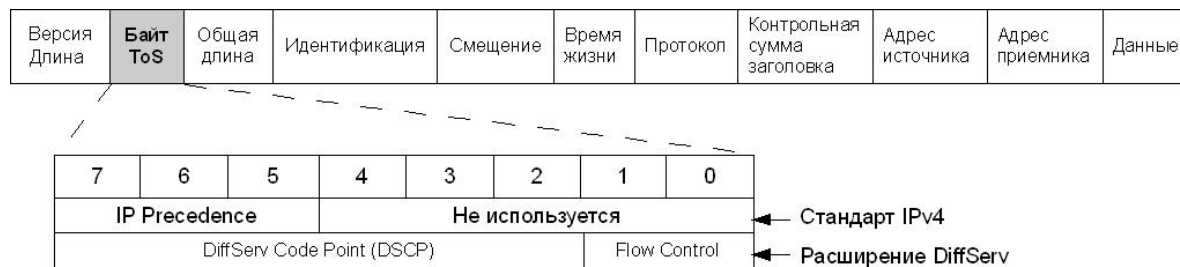 Версия Длина
Байт ToS
Общая длина
Идентификация
Смещение
Время жизни
Протокол
Контрольная сумма заголовка
Адрес источника
Адрес приемника
Данные
7 6 5 4 3 2 1 0
IP Precedence Не используется Стандарт IPv4
DiffServ Code Point (DSCP) Flow Control Расширение DiffServ